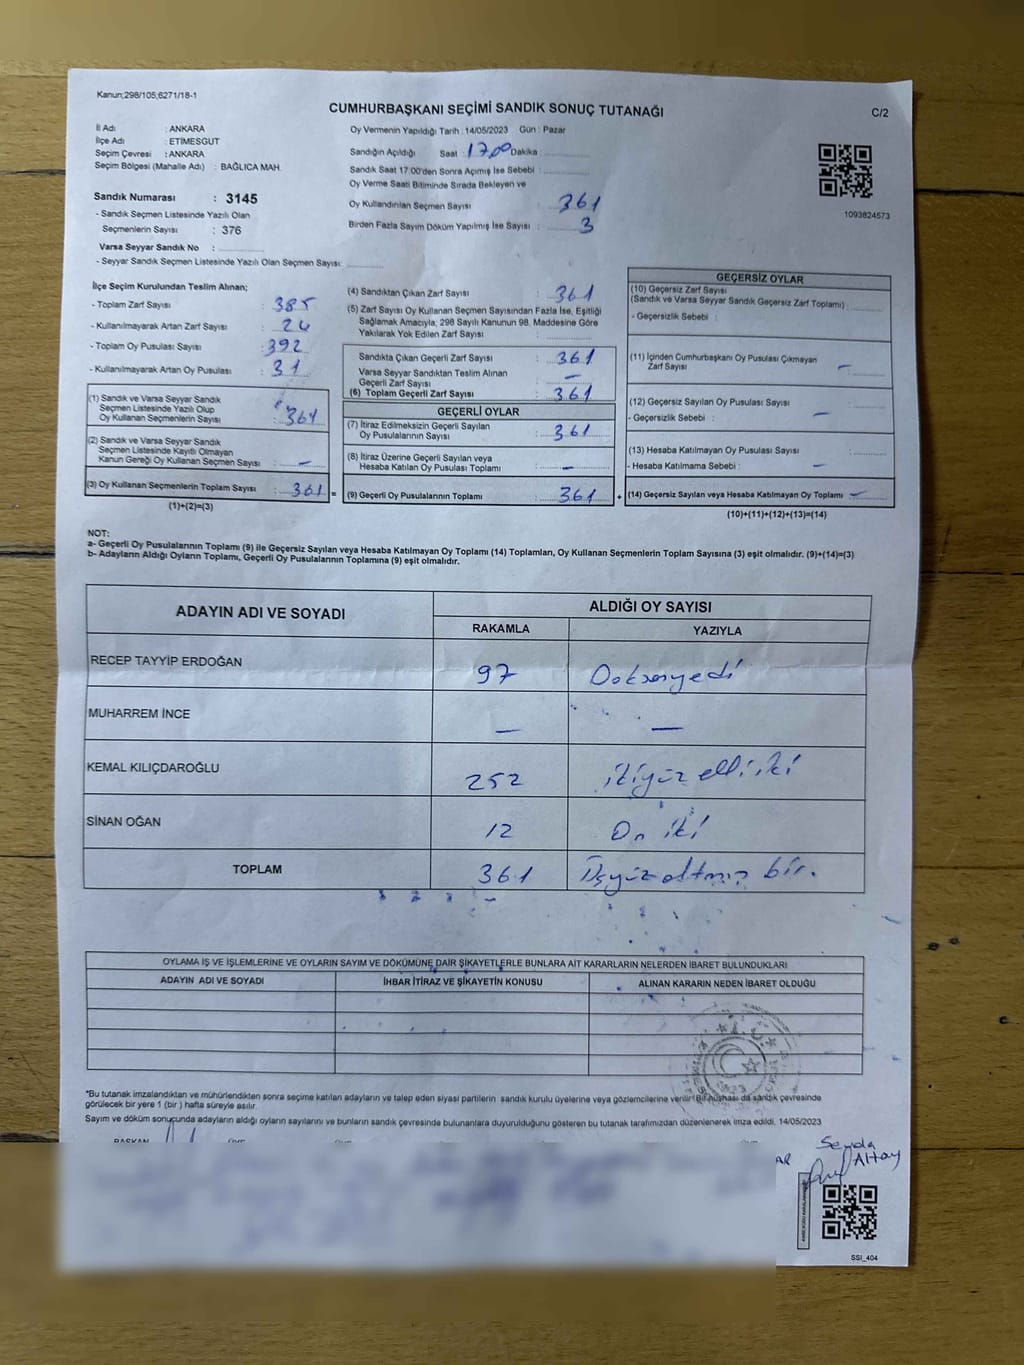 Kanun;298/105;6271/18-1
CUMHURBAŞKANI SEÇİMİ SANDIK SONUÇ TUTANAĞI
C/2
İl Adı : ANKARA
İlçe Adı : ETİMESGUT
Seçim Çevresi : ANKARA
Seçim Bölgesi (Mahalle Adı) : BAĞLICA MAH.
Sandık Numarası : 3145
- Sandık Seçmen Listesinde Yazılı Olan
Seçmenlerin Sayısı : 376
Varsa Seyyar Sandık No :
- Seyyar Sandık Seçmen Listesinde Yazılı Olan Seçmen Sayısı:
Oy Vermenin Yapıldığı Tarih :14/05/2023 Gün : Pazar
Sandığın Açıldığı Saat 17.00 Dakika :
Sandık Saat 17.00'den Sonra Açımış İse Sebebi :
Oy Verme Saati Bitiminde Sırada Bekleyen ve
Oy Kullandırılan Seçmen Sayısı : 361
Birden Fazla Sayım Döküm Yapılmış İse Sayısı : 3
1093824573
İlçe Seçim Kurulundan Teslim Alınan;
- Toplam Zarf Sayısı : 385
- Kullanılmayarak Artan Zarf Sayısı : 24
- Toplam Oy Pusulası Sayısı : 392
- Kullanılmayarak Artan Oy Pusulası : 31
(1) Sandık ve Varsa Seyyar Sandık
Seçmen Listesinde Yazılı Olup
Oy Kullanan Seçmenlerin Sayısı : 361
(2) Sandık ve Varsa Seyyar Sandık
Seçmen Listesinde Kayıtlı Olmayan
Kanun Gereği Oy Kullanan Seçmen Sayısı : –
(3) Oy Kullanan Seçmenlerin Toplam Sayısı : 361 =
(1)+(2)=(3)
(4) Sandıktan Çıkan Zarf Sayısı : 361
(5) Zarf Sayısı Oy Kullanan Seçmen Sayısından Fazla İse, Eşitliği
Sağlamak Amacıyla, 298 Sayılı Kanunun 98. Maddesine Göre
Yakılarak Yok Edilen Zarf Sayısı :
Sandıkta Çıkan Geçerli Zarf Sayısı : 361
Varsa Seyyar Sandıktan Teslim Alınan
Geçerli Zarf Sayısı : –
(6) Toplam Geçerli Zarf Sayısı : 361
GEÇERLİ OYLAR
(7) İtiraz Edilmeksizin Geçerli Sayılan
Oy Pusulalarının Sayısı : 361
(8) İtiraz Üzerine Geçerli Sayılan veya
Hesaba Katılan Oy Pusulası Toplamı : –
(9) Geçerli Oy Pusulalarının Toplamı : 361 +
GEÇERSİZ OYLAR
(10) Geçersiz Zarf Sayısı
(Sandık ve Varsa Seyyar Sandık Geçersiz Zarf Toplamı)
- Geçersizlik Sebebi :
(11) İçinden Cumhurbaşkanı Oy Pusulası Çıkmayan
Zarf Sayısı : –
(12) Geçersiz Sayılan Oy Pusulası Sayısı :
- Geçersizlik Sebebi : –
(13) Hesaba Katılmayan Oy Pusulası Sayısı :
- Hesaba Katılmama Sebebi : –
(14) Geçersiz Sayılan veya Hesaba Katılmayan Oy Toplamı –
(10)+(11)+(12)+(13)=(14)
NOT:
a- Geçerli Oy Pusulalarının Toplamı (9) ile Geçersiz Sayılan veya Hesaba Katılmayan Oy Toplamı (14) Toplamları, Oy Kullanan Seçmenlerin Toplam Sayısına (3) eşit olmalıdır. (9)+(14)=(3)
b- Adayların Aldığı Oyların Toplamı, Geçerli Oy Pusulalarının Toplamına (9) eşit olmalıdır.
ADAYIN ADI VE SOYADI
ALDIĞI OY SAYISI
RAKAMLA YAZIYLA
RECEP TAYYİP ERDOĞAN 97 Doksanyedi
MUHARREM İNCE – –
KEMAL KILIÇDAROĞLU 252 ikiyüz elli iki
SİNAN OĞAN 12 On iki
TOPLAM 361 Üçyüz altmış bir.
OYLAMA İŞ VE İŞLEMLERİNE VE OYLARIN SAYIM VE DÖKÜMÜNE DAİR ŞİKAYETLERLE BUNLARA AİT KARARLARIN NELERDEN İBARET BULUNDUKLARI
ADAYIN ADI VE SOYADI İHBAR İTİRAZ VE ŞİKAYETİN KONUSU ALINAN KARARIN NEDEN İBARET OLDUĞU
*Bu tutanak imzalandıktan ve mühürlendikten sonra seçime katılan adayların ve talep eden siyasi partilerin sandık kurulu üyelerine veya gözlemcilerine verilir. Bir nüshası da sandık çevresinde
görülecek bir yere 1 (bir) hafta süreyle asılır.
Sayım ve döküm sonucunda adayların aldığı oyların sayılarını ve bunların sandık çevresinde bulunanlara duyurulduğunu gösteren bu tutanak tarafımızdan düzenlenerek imza edildi. 14/05/2023
BAŞKAN
Sevda
Altay
SSI_404